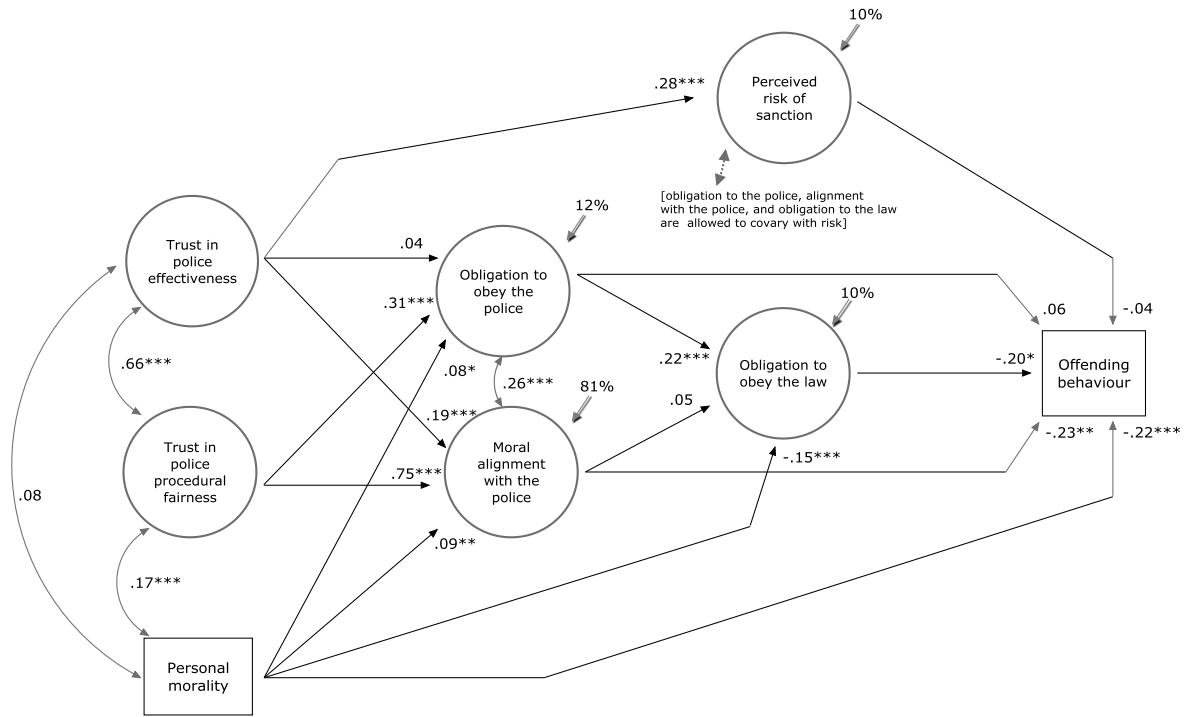 10%
Perceived
risk of
sanction
.28***
[obligation to the police, alignment
with the police, and obligation to the law
are allowed to covary with risk]
12%
Trust in
police
effectiveness
.04
Obligation to
obey the
police
.31***
10%
.06
-.04
.66***
.08*
.26***
.22***
Obligation to
obey the law
-.20*
Offending
behaviour
81%
.05
.19***
-.23**
-.22***
Trust in
police
procedural
fairness
.75***
Moral
alignment
with the
police
-.15***
.08
.09**
.17***
Personal
morality